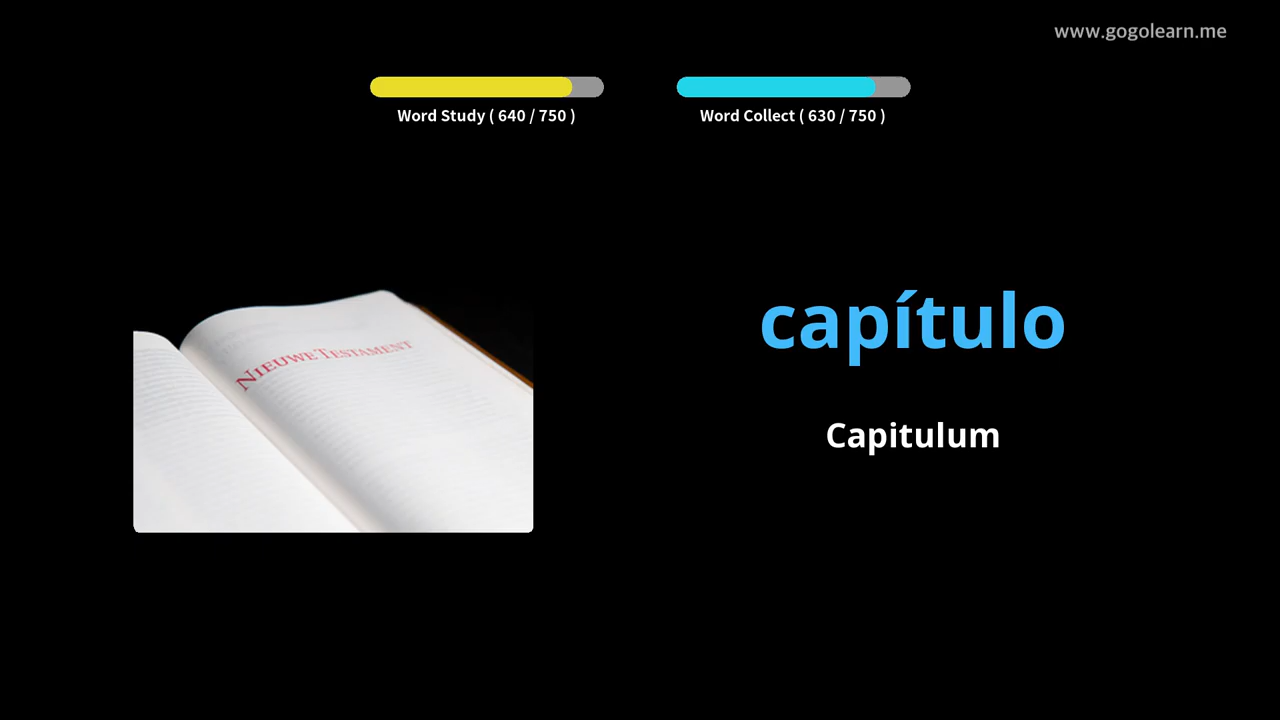 www.gogolearn.me
Word Study ( 640 / 750 )
Word Collect ( 630 / 750 )
NIEUWE TESTAMENT
capítulo
Capitulum